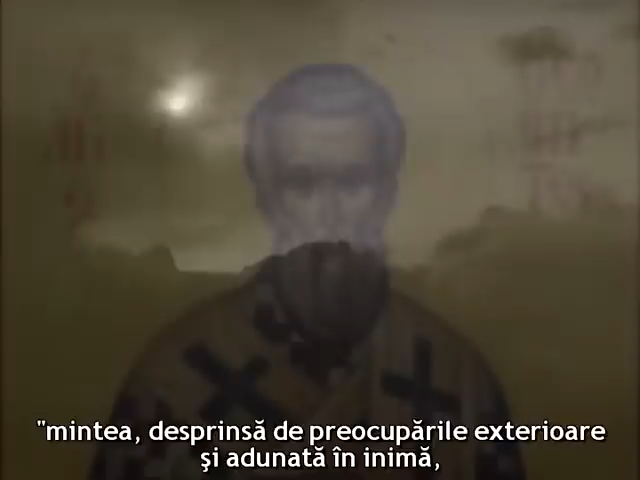 "mintea, desprinsă de preocupările exterioare
şi adunată în inimă,